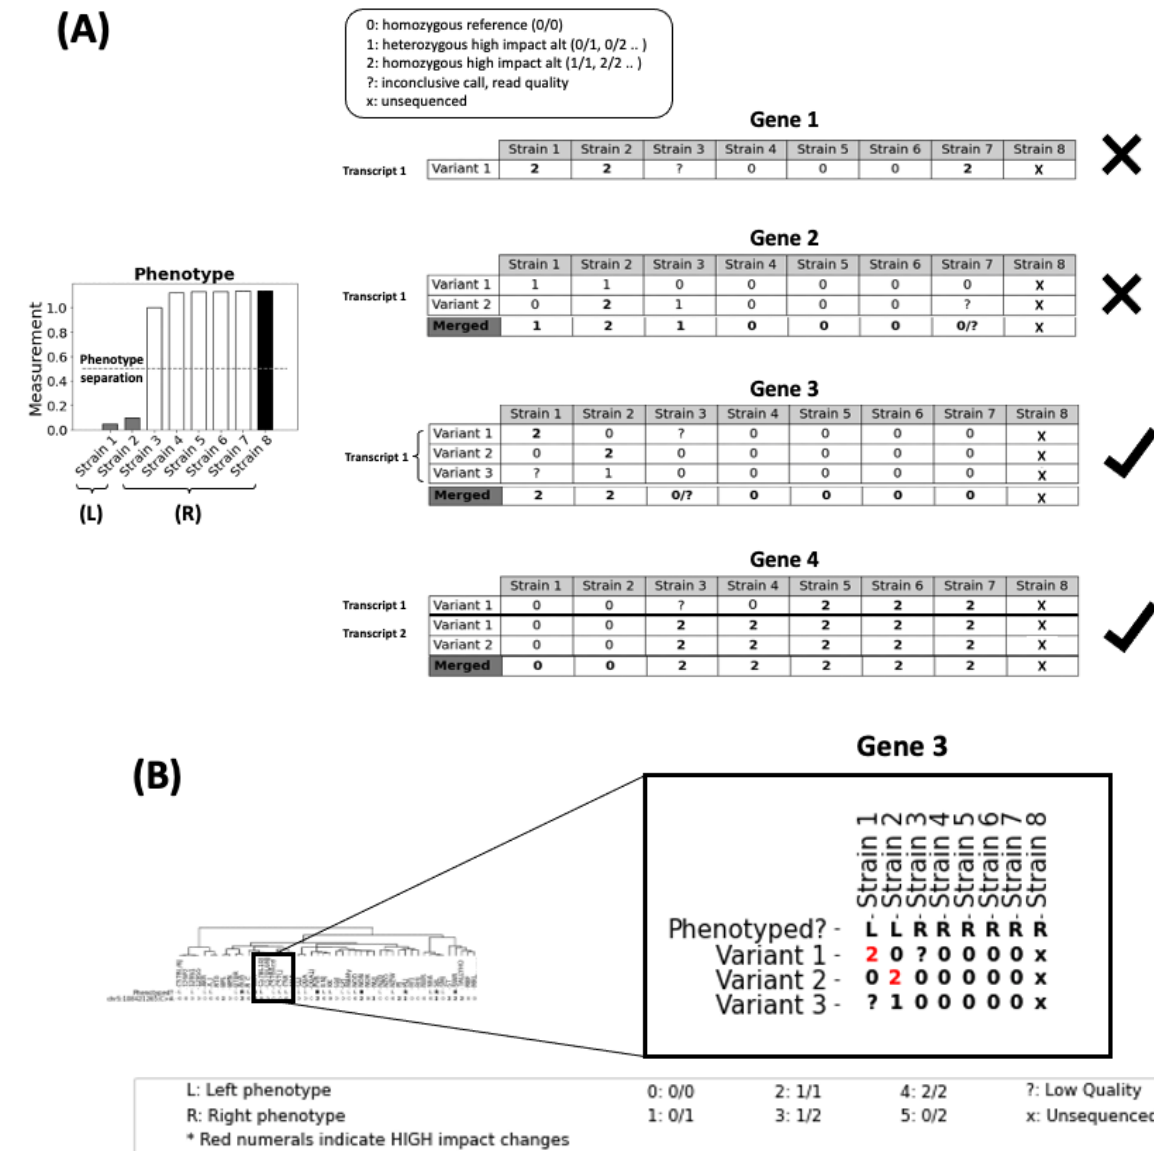 (A)
0: homozygous reference (0/0)
1: heterozygous high impact alt (0/1, 0/2 .. )
2: homozygous high impact alt (1/1, 2/2 .. )
?: inconclusive call, read quality
x: unsequenced
Gene 1
Strain 1 Strain 2 Strain 3 Strain 4 Strain 5 Strain 6 Strain 7 Strain 8
Transcript 1 Variant 1 2 2 ? 0 0 0 2 x
Gene 2
Strain 1 Strain 2 Strain 3 Strain 4 Strain 5 Strain 6 Strain 7 Strain 8
Transcript 1
Variant 1 1 1 0 0 0 0 0 x
Variant 2 0 2 1 0 0 0 ? x
Merged 1 2 1 0 0 0 0/? x
Phenotype
Measurement
1.0
0.8
0.6
0.4
0.2
0.0
Phenotype
separation
Strain 1 Strain 2 Strain 3 Strain 4 Strain 5 Strain 6 Strain 7 Strain 8
(L) (R)
Gene 3
Strain 1 Strain 2 Strain 3 Strain 4 Strain 5 Strain 6 Strain 7 Strain 8
Transcript 1
Variant 1 2 0 ? 0 0 0 0 x
Variant 2 0 2 0 0 0 0 0 x
Variant 3 ? 1 0 0 0 0 0 x
Merged 2 2 0/? 0 0 0 0 x
Gene 4
Strain 1 Strain 2 Strain 3 Strain 4 Strain 5 Strain 6 Strain 7 Strain 8
Transcript 1 Variant 1 0 0 ? 0 2 2 2 x
Transcript 2 Variant 1 0 0 2 2 2 2 2 x
Variant 2 0 0 2 2 2 2 2 x
Merged 0 0 2 2 2 2 2 x
(B)
Gene 3
Strain 1 Strain 2 Strain 3 Strain 4 Strain 5 Strain 6 Strain 7 Strain 8
Phenotyped? - L L R R R R R R
Variant 1 - 2 0 ? 0 0 0 0 x
Variant 2 - 0 2 0 0 0 0 0 x
Variant 3 - ? 1 0 0 0 0 0 x
Phenotyped?
L: Left phenotype 0: 0/0 2: 1/1 4: 2/2 ?: Low Quality
R: Right phenotype 1: 0/1 3: 1/2 5: 0/2 x: Unsequenced
* Red numerals indicate HIGH impact changes